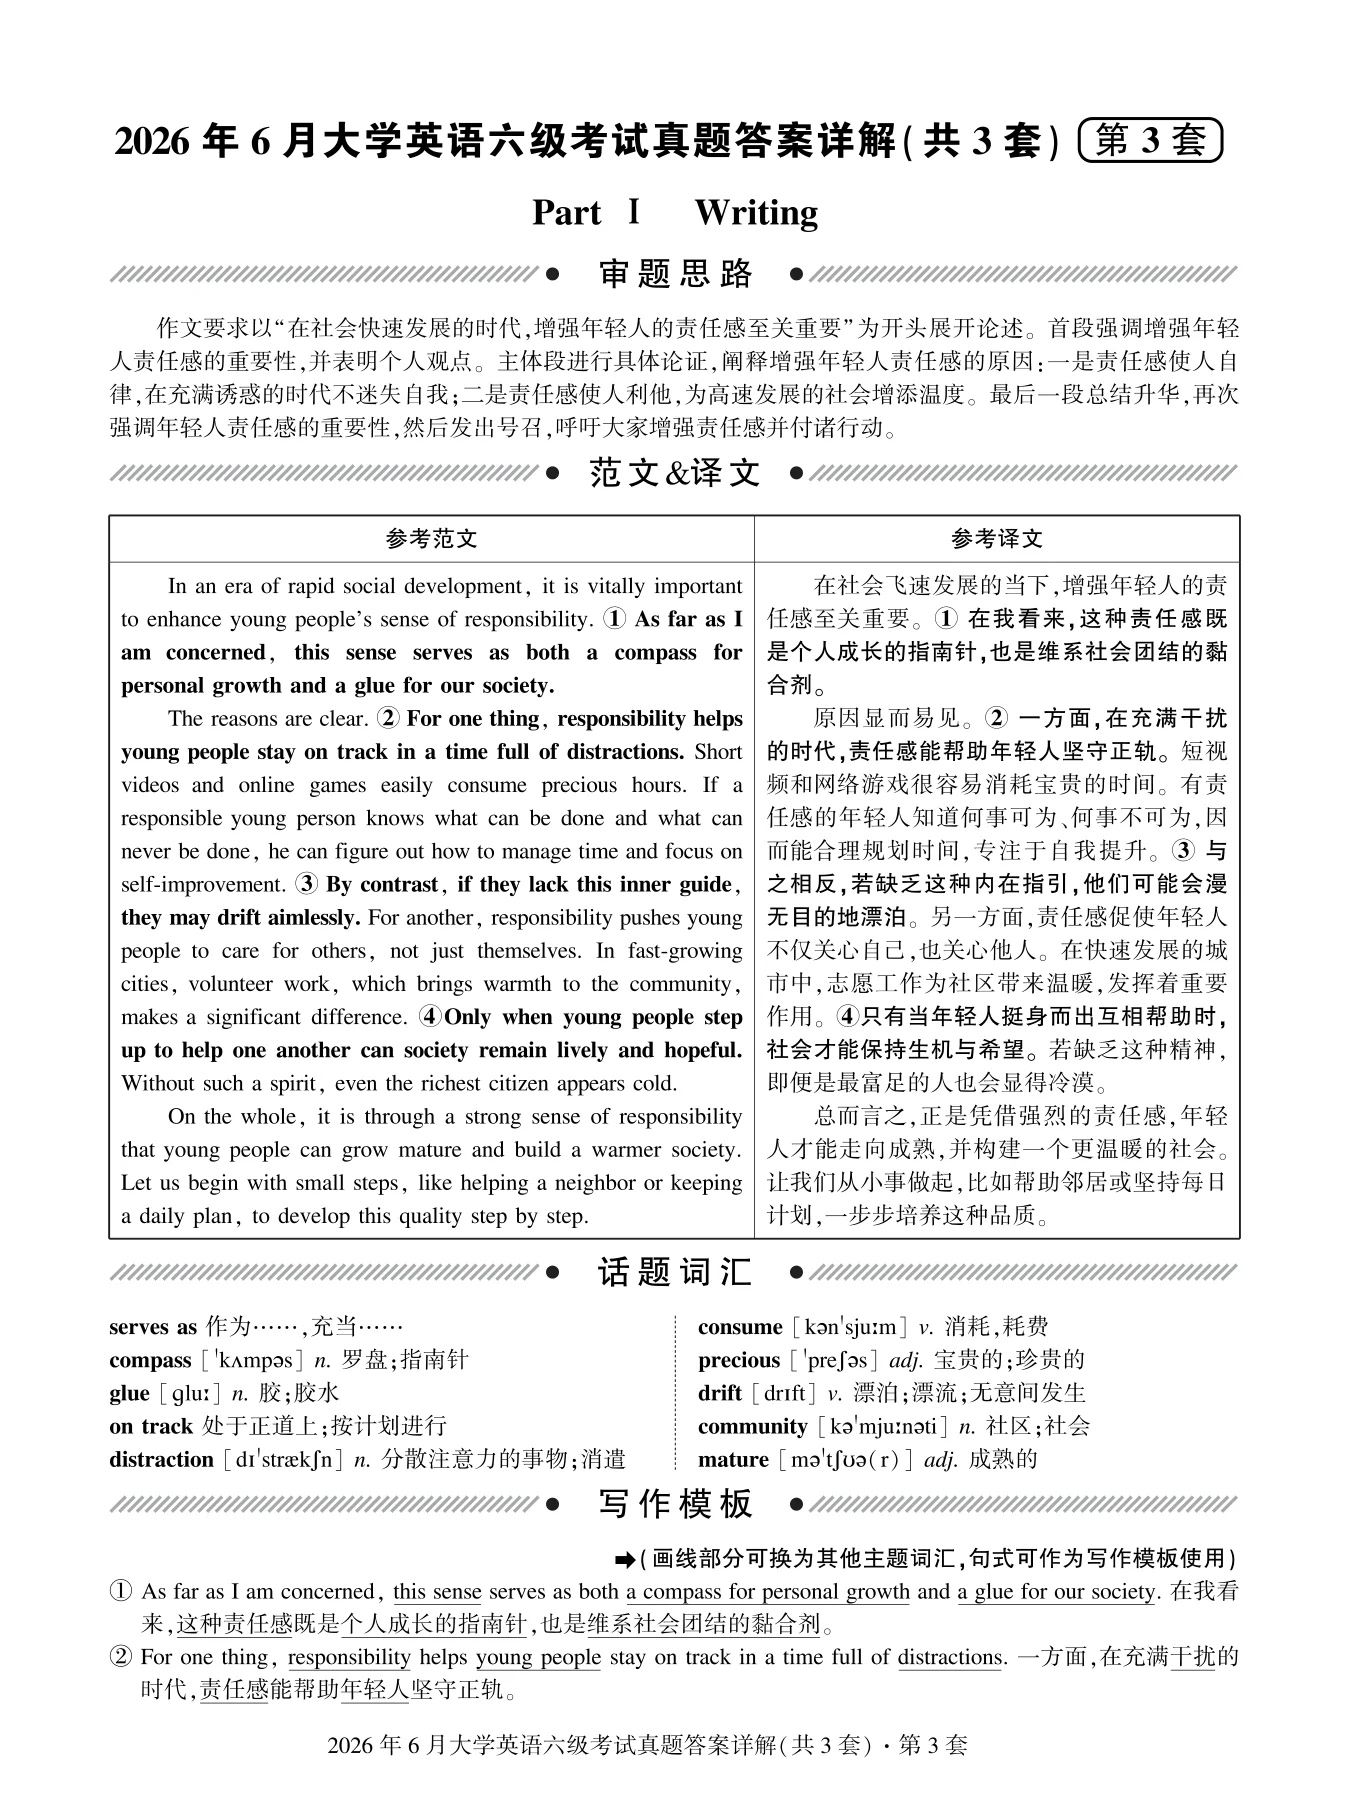 2026 年 6 月大学英语六级考试真题答案详解(共 3 套) 第 3 套
Part Ⅰ Writing
审题思路
作文要求以“在社会快速发展的时代,增强年轻人的责任感至关重要”为开头展开论述。首段强调增强年轻
人责任感的重要性,并表明个人观点。主体段进行具体论证,阐释增强年轻人责任感的原因:一是责任感使人自
律,在充满诱惑的时代不迷失自我;二是责任感使人利他,为高速发展的社会增添温度。最后一段总结升华,再次
强调年轻人责任感的重要性,然后发出号召,呼吁大家增强责任感并付诸行动。
范文&译文
参考范文
In an era of rapid social development, it is vitally important
to enhance young people's sense of responsibility. ① As far as I
am concerned, this sense serves as both a compass for
personal growth and a glue for our society.
The reasons are clear. ② For one thing, responsibility helps
young people stay on track in a time full of distractions. Short
videos and online games easily consume precious hours. If a
responsible young person knows what can be done and what can
never be done, he can figure out how to manage time and focus on
self-improvement. ③ By contrast, if they lack this inner guide,
they may drift aimlessly. For another, responsibility pushes young
people to care for others, not just themselves. In fast-growing
cities, volunteer work, which brings warmth to the community,
makes a significant difference. ④Only when young people step
up to help one another can society remain lively and hopeful.
Without such a spirit, even the richest citizen appears cold.
On the whole, it is through a strong sense of responsibility
that young people can grow mature and build a warmer society.
Let us begin with small steps, like helping a neighbor or keeping
a daily plan, to develop this quality step by step.
参考译文
在社会飞速发展的当下,增强年轻人的责
任感至关重要。① 在我看来,这种责任感既
是个人成长的指南针,也是维系社会团结的黏
合剂。
原因显而易见。② 一方面,在充满干扰
的时代,责任感能帮助年轻人坚守正轨。短视
频和网络游戏很容易消耗宝贵的时间。有责
任感的年轻人知道何事可为、何事不可为,因
而能合理规划时间,专注于自我提升。③ 与
之相反,若缺乏这种内在指引,他们可能会漫
无目的地漂泊。另一方面,责任感促使年轻人
不仅关心自己,也关心他人。在快速发展的城
市中,志愿工作为社区带来温暖,发挥着重要
作用。④只有当年轻人挺身而出互相帮助时,
社会才能保持生机与希望。若缺乏这种精神,
即便是最富足的人也会显得冷漠。
总而言之,正是凭借强烈的责任感,年轻
人才能走向成熟,并构建一个更温暖的社会。
让我们从小事做起,比如帮助邻居或坚持每日
计划,一步步培养这种品质。
话题词汇
serves as 作为……,充当……
compass [ˈkʌmpəs] n. 罗盘;指南针
glue [ɡluː] n. 胶;胶水
on track 处于正道上;按计划进行
distraction [dɪˈstrækʃn] n. 分散注意力的事物;消遣
consume [kənˈsjuːm] v. 消耗,耗费
precious [ˈpreʃəs] adj. 宝贵的;珍贵的
drift [drɪft] v. 漂泊;漂流;无意间发生
community [kəˈmjuːnəti] n. 社区;社会
mature [məˈtʃʊə(r)] adj. 成熟的
写作模板
➡(画线部分可换为其他主题词汇,句式可作为写作模板使用)
① As far as I am concerned, this sense serves as both a compass for personal growth and a glue for our society. 在我看
来,这种责任感既是个人成长的指南针,也是维系社会团结的黏合剂。
② For one thing, responsibility helps young people stay on track in a time full of distractions. 一方面,在充满干扰的
时代,责任感能帮助年轻人坚守正轨。
2026 年 6 月大学英语六级考试真题答案详解(共 3 套)·第 3 套